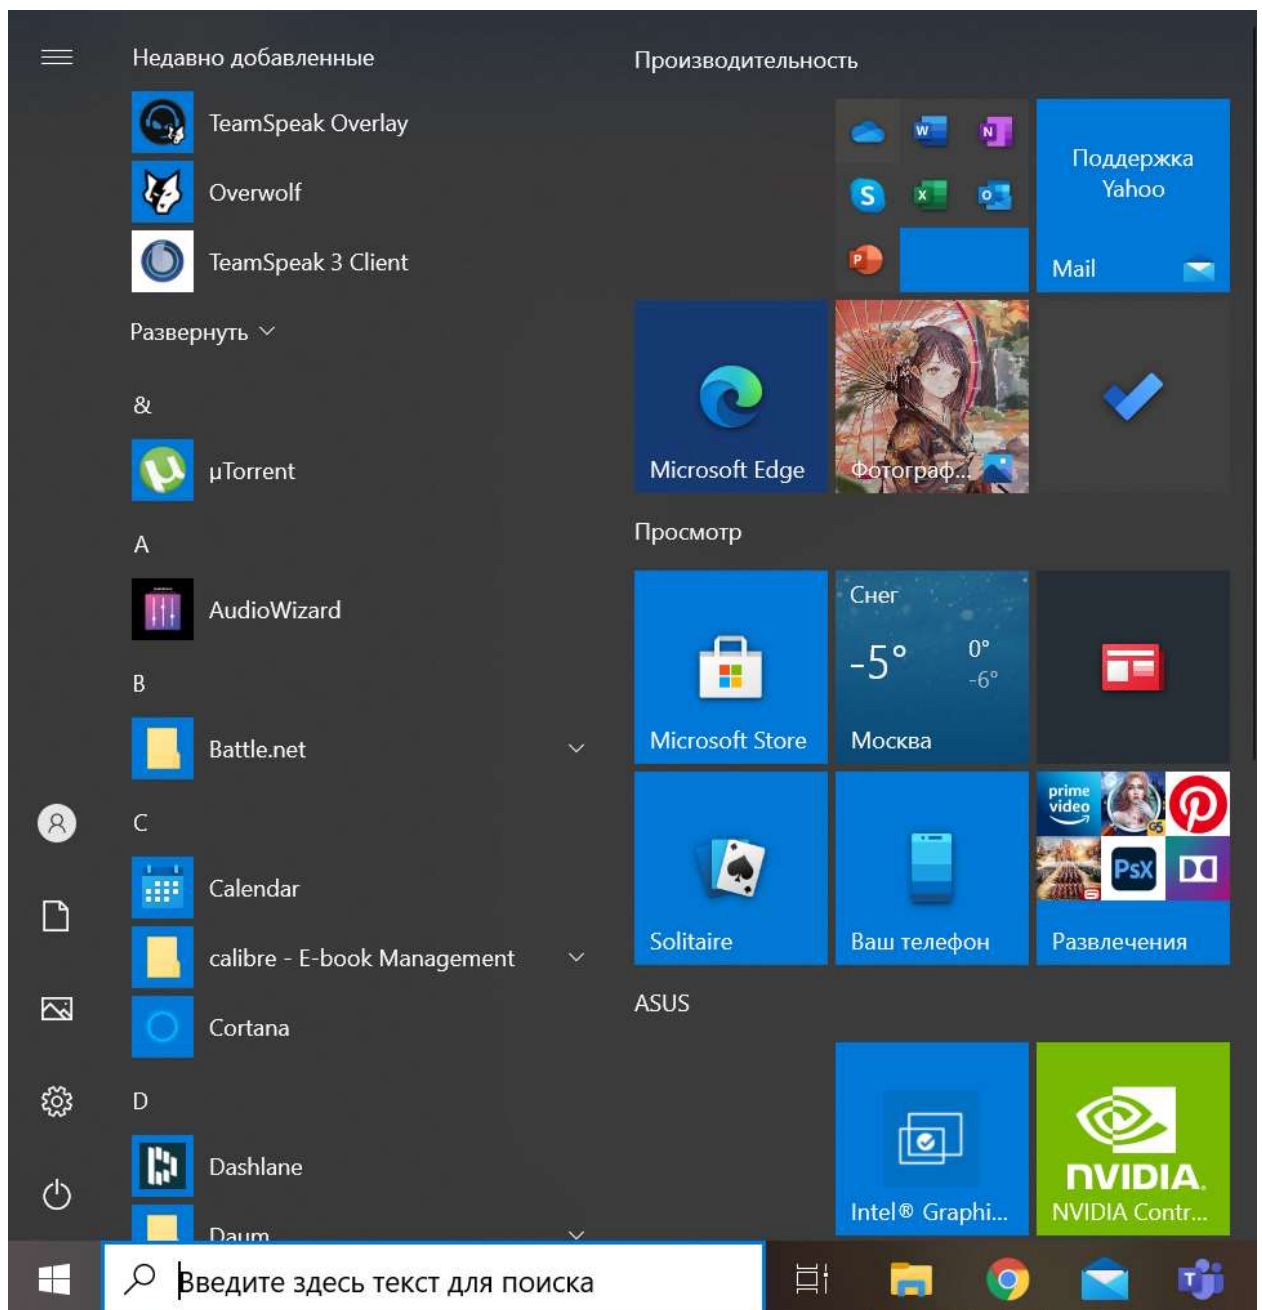 Недавно добавленные
TeamSpeak Overlay
Overwolf
TeamSpeak 3 Client
Развернуть
&
µTorrent
A
AudioWizard
B
Battle.net
C
Calendar
calibre - E-book Management
Cortana
D
Dashlane
Daum
Производительность
W
N
S
X
O
P
Поддержка
Yahoo
Mail
Microsoft Edge
Фотограф...
Просмотр
Microsoft Store
Снег
-5°
0°
-6°
Москва
Solitaire
Ваш телефон
prime
video
G5
PsX
Развлечения
ASUS
Intel® Graphi...
NVIDIA.
NVIDIA Contr...
Введите здесь текст для поиска
T